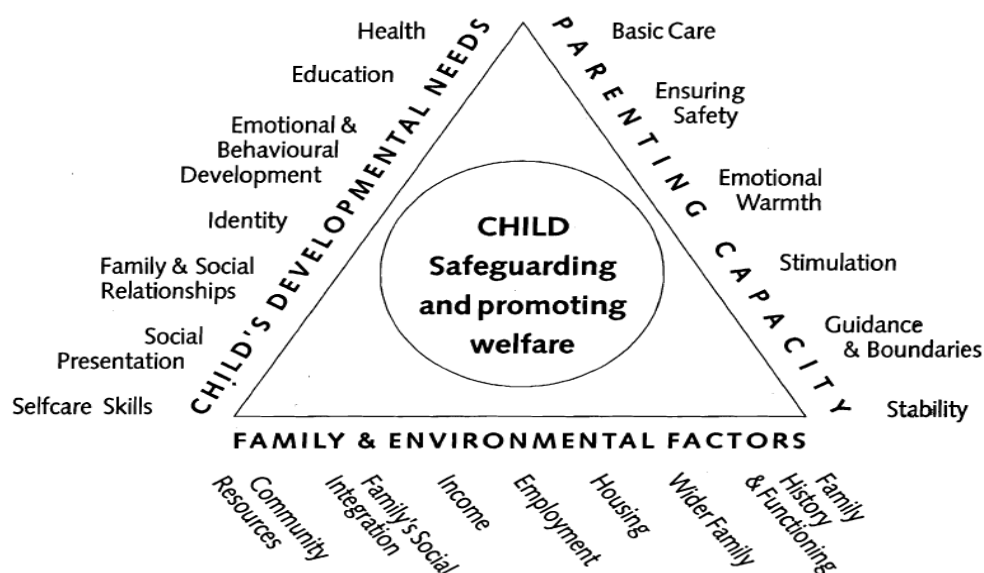 Health
Education
Emotional &
Behavioural
Development
Identity
Family & Social
Relationships
Social
Presentation
Selfcare Skills
CHILD'S DEVELOPMENTAL NEEDS
PARENTING CAPACITY
Basic Care
Ensuring
Safety
Emotional
Warmth
Stimulation
Guidance
& Boundaries
Stability
CHILD
Safeguarding
and promoting
welfare
FAMILY & ENVIRONMENTAL FACTORS
Community
Resources
Family's Social
Integration
Income
Employment
Housing
Wider Family
Family
History
& Functioning